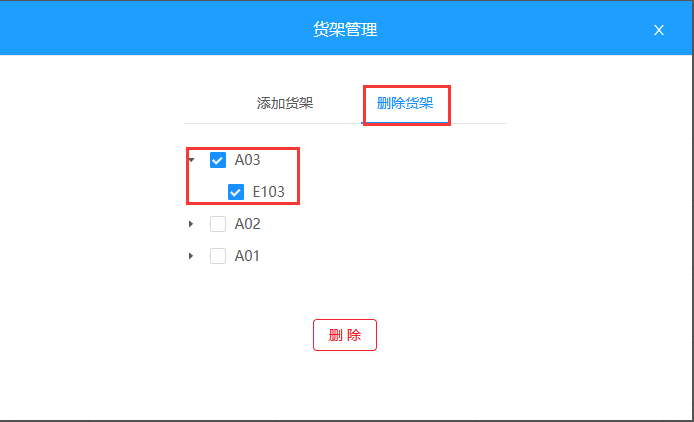 货架管理
添加货架 删除货架
A03
E103
A02
A01
删 除